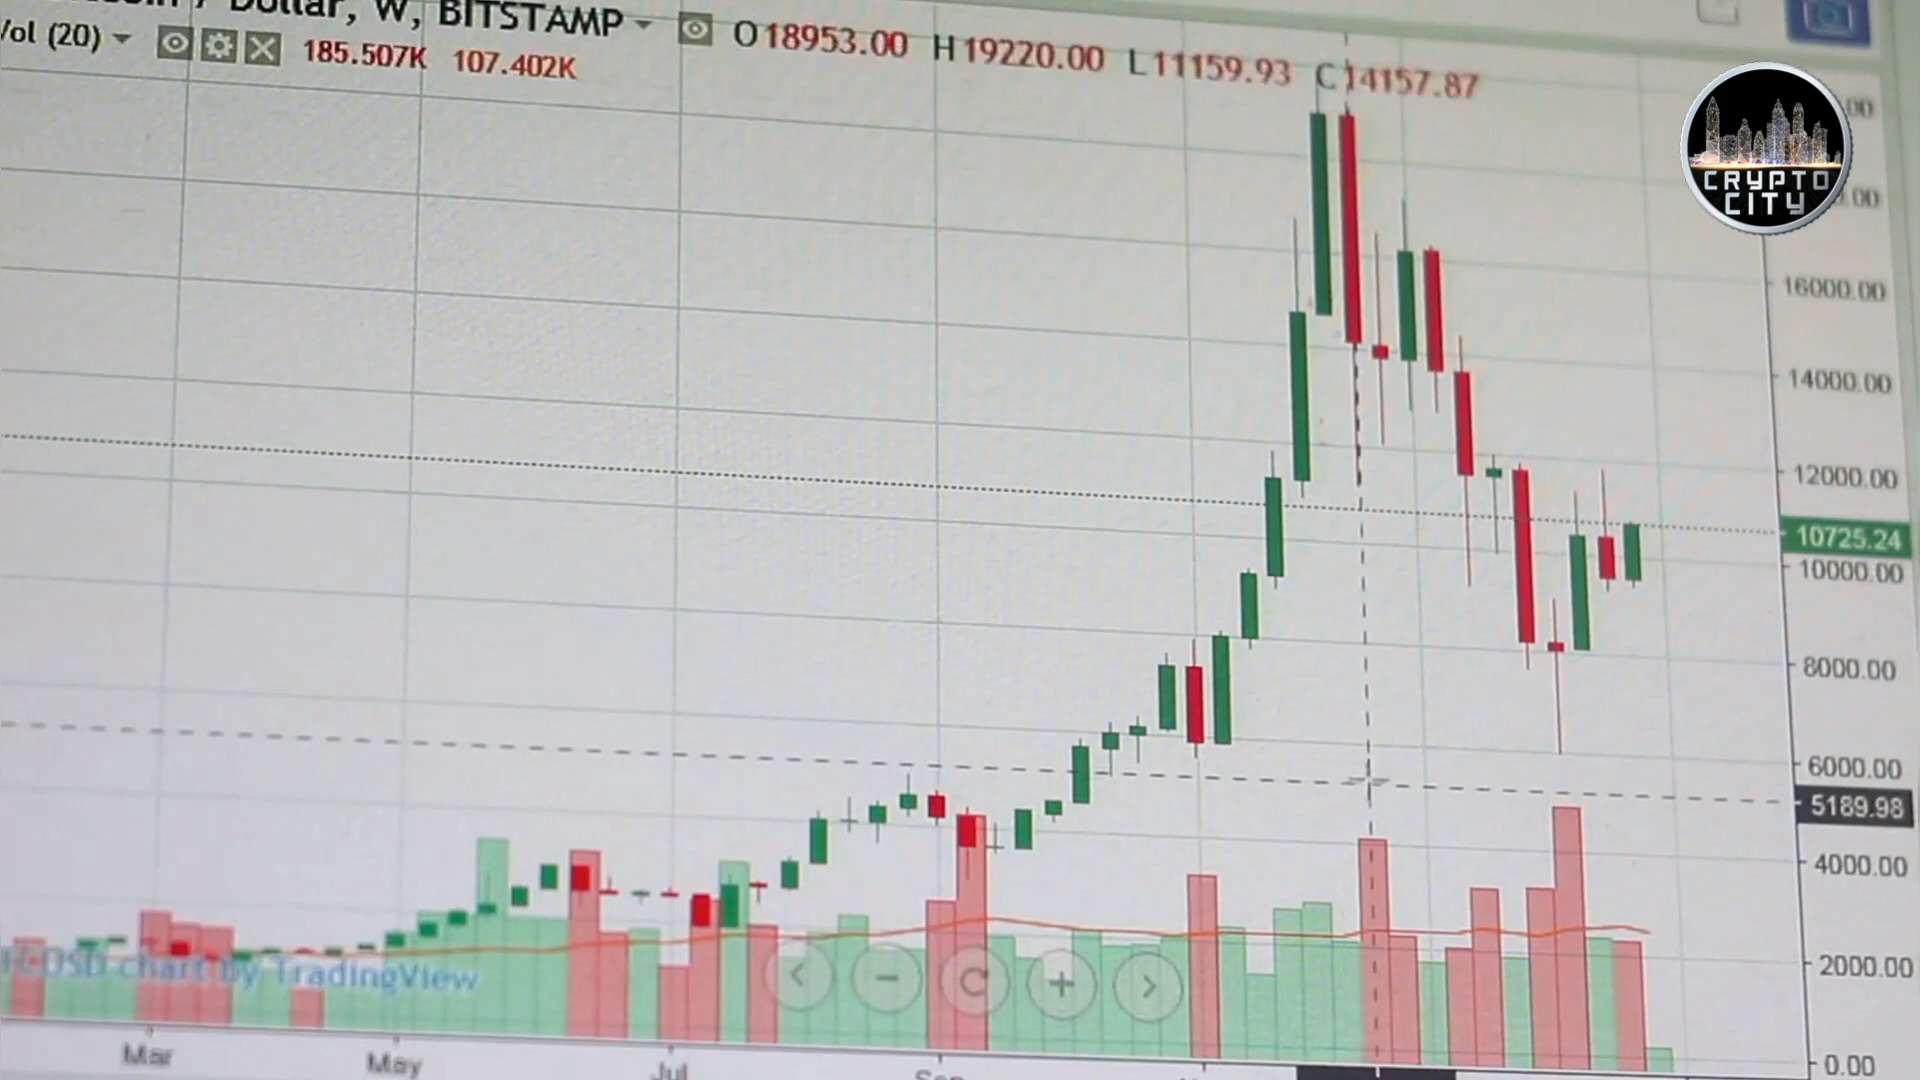 Dollar, W, BITSTAMP O18953.00 H19220.00 L11159.93 C14157.87
Vol (20) 185.507K 107.402K
CRYPTO
CITY
16000.00
14000.00
12000.00
10725.24
10000.00
8000.00
6000.00
5189.98
4000.00
2000.00
0.00
chart by TradingView
Mar May Jul Sep